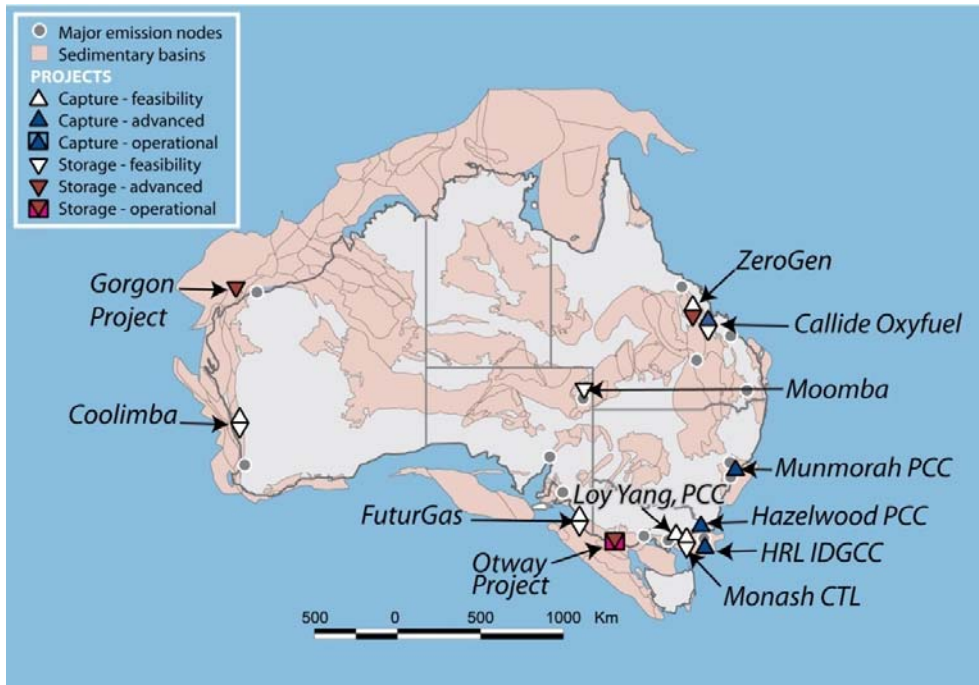 Major emission nodes
Sedimentary basins
PROJECTS
Capture - feasibility
Capture - advanced
Capture - operational
Storage - feasibility
Storage - advanced
Storage - operational
Gorgon
Project
ZeroGen
Callide Oxyfuel
Moomba
Coolimba
Munmorah PCC
Loy Yang, PCC
Hazelwood PCC
FuturGas
HRL IDGCC
Otway
Project
Monash CTL
500 0 500 1000 Km